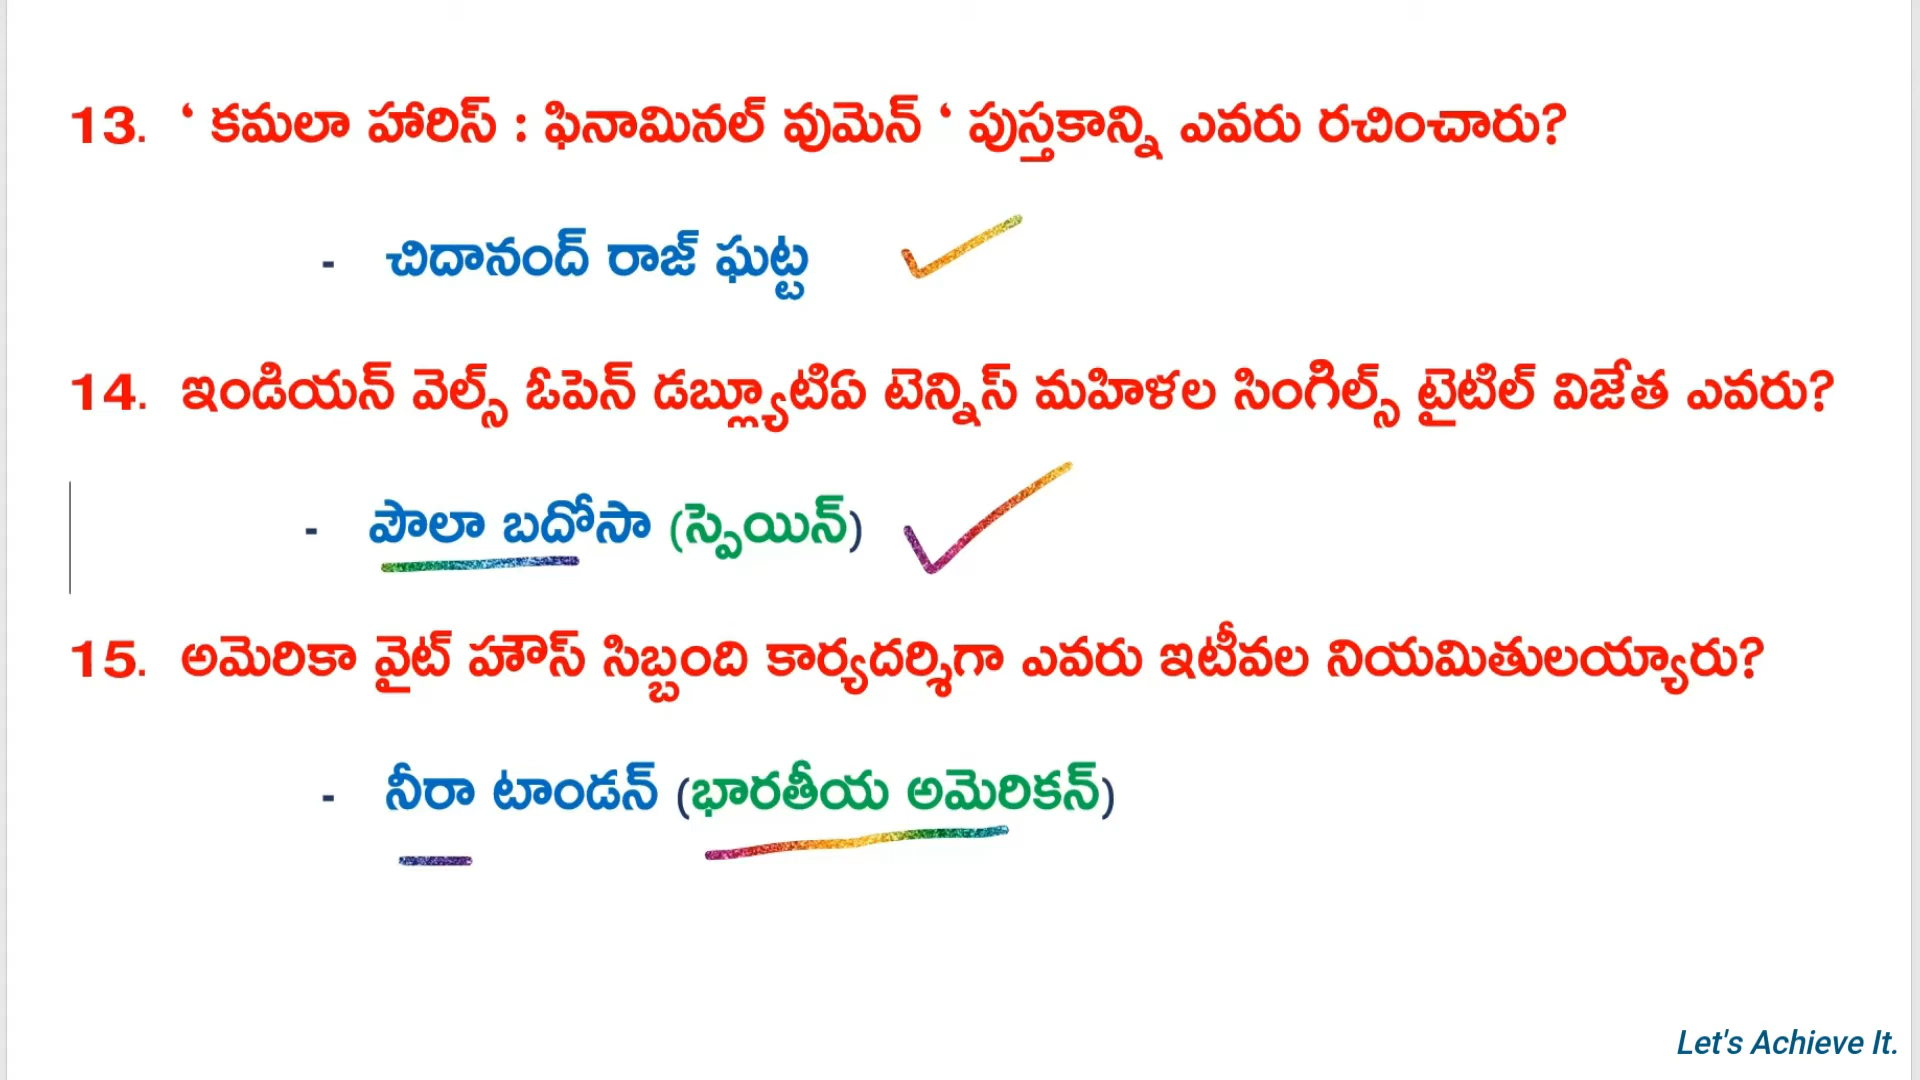 13. ‘ కమలా హారిస్ : ఫినామినల్ వుమెన్ ‘ పుస్తకాన్ని ఎవరు రచించారు?
- చిదానంద్ రాజ్ ఘట్ట
14. ఇండియన్ వెల్స్ ఓపెన్ డబ్ల్యూటిఏ టెన్నిస్ మహిళల సింగిల్స్ టైటిల్ విజేత ఎవరు?
- పౌలా బదోసా (స్పెయిన్)
15. అమెరికా వైట్ హౌస్ సిబ్బంది కార్యదర్శిగా ఎవరు ఇటీవల నియమితులయ్యారు?
- నీరా టాండన్ (భారతీయ అమెరికన్)
Let's Achieve It.